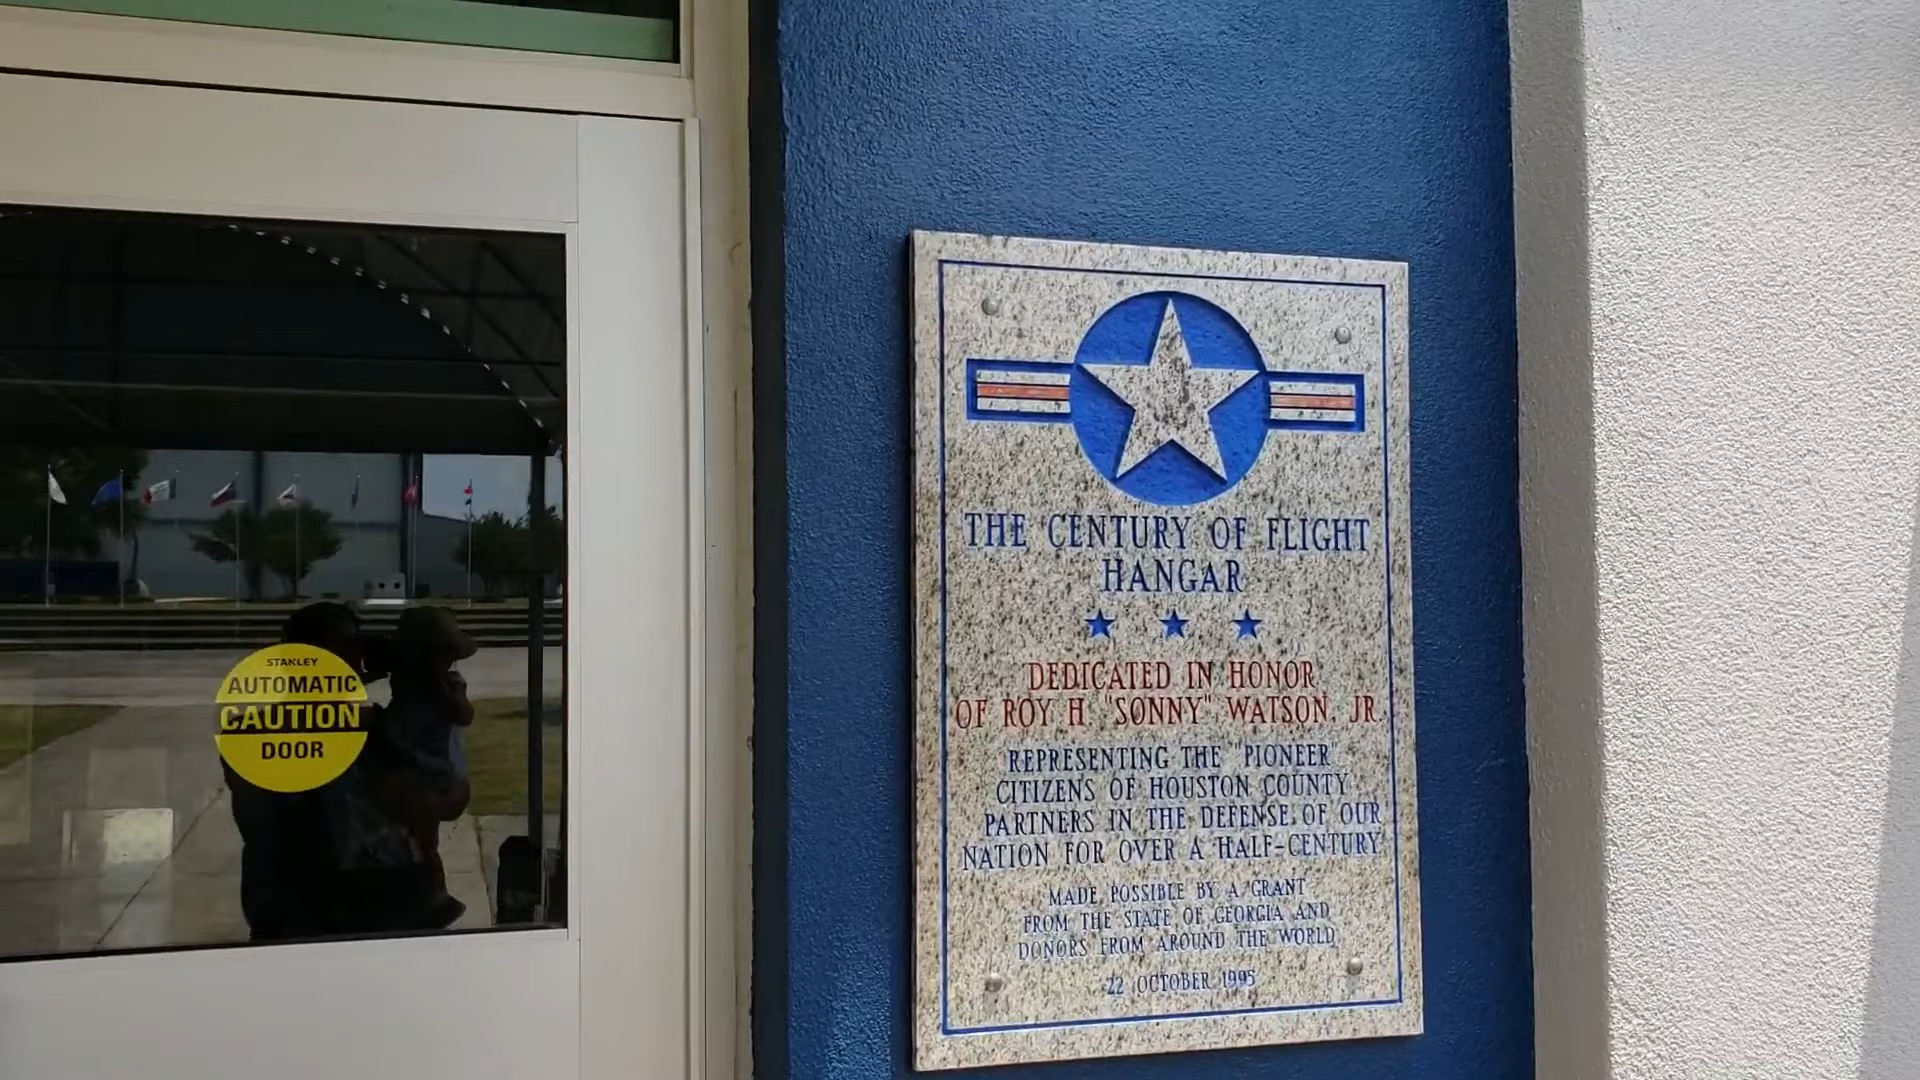 STANLEY
AUTOMATIC
CAUTION
DOOR
THE CENTURY OF FLIGHT
HANGAR
DEDICATED IN HONOR
OF ROY H. "SONNY" WATSON, JR.
REPRESENTING THE "PIONEER"
CITIZENS OF HOUSTON COUNTY
PARTNERS IN THE DEFENSE OF OUR
NATION FOR OVER A HALF-CENTURY
MADE POSSIBLE BY A GRANT
FROM THE STATE OF GEORGIA AND
DONORS FROM AROUND THE WORLD
22 OCTOBER 1995